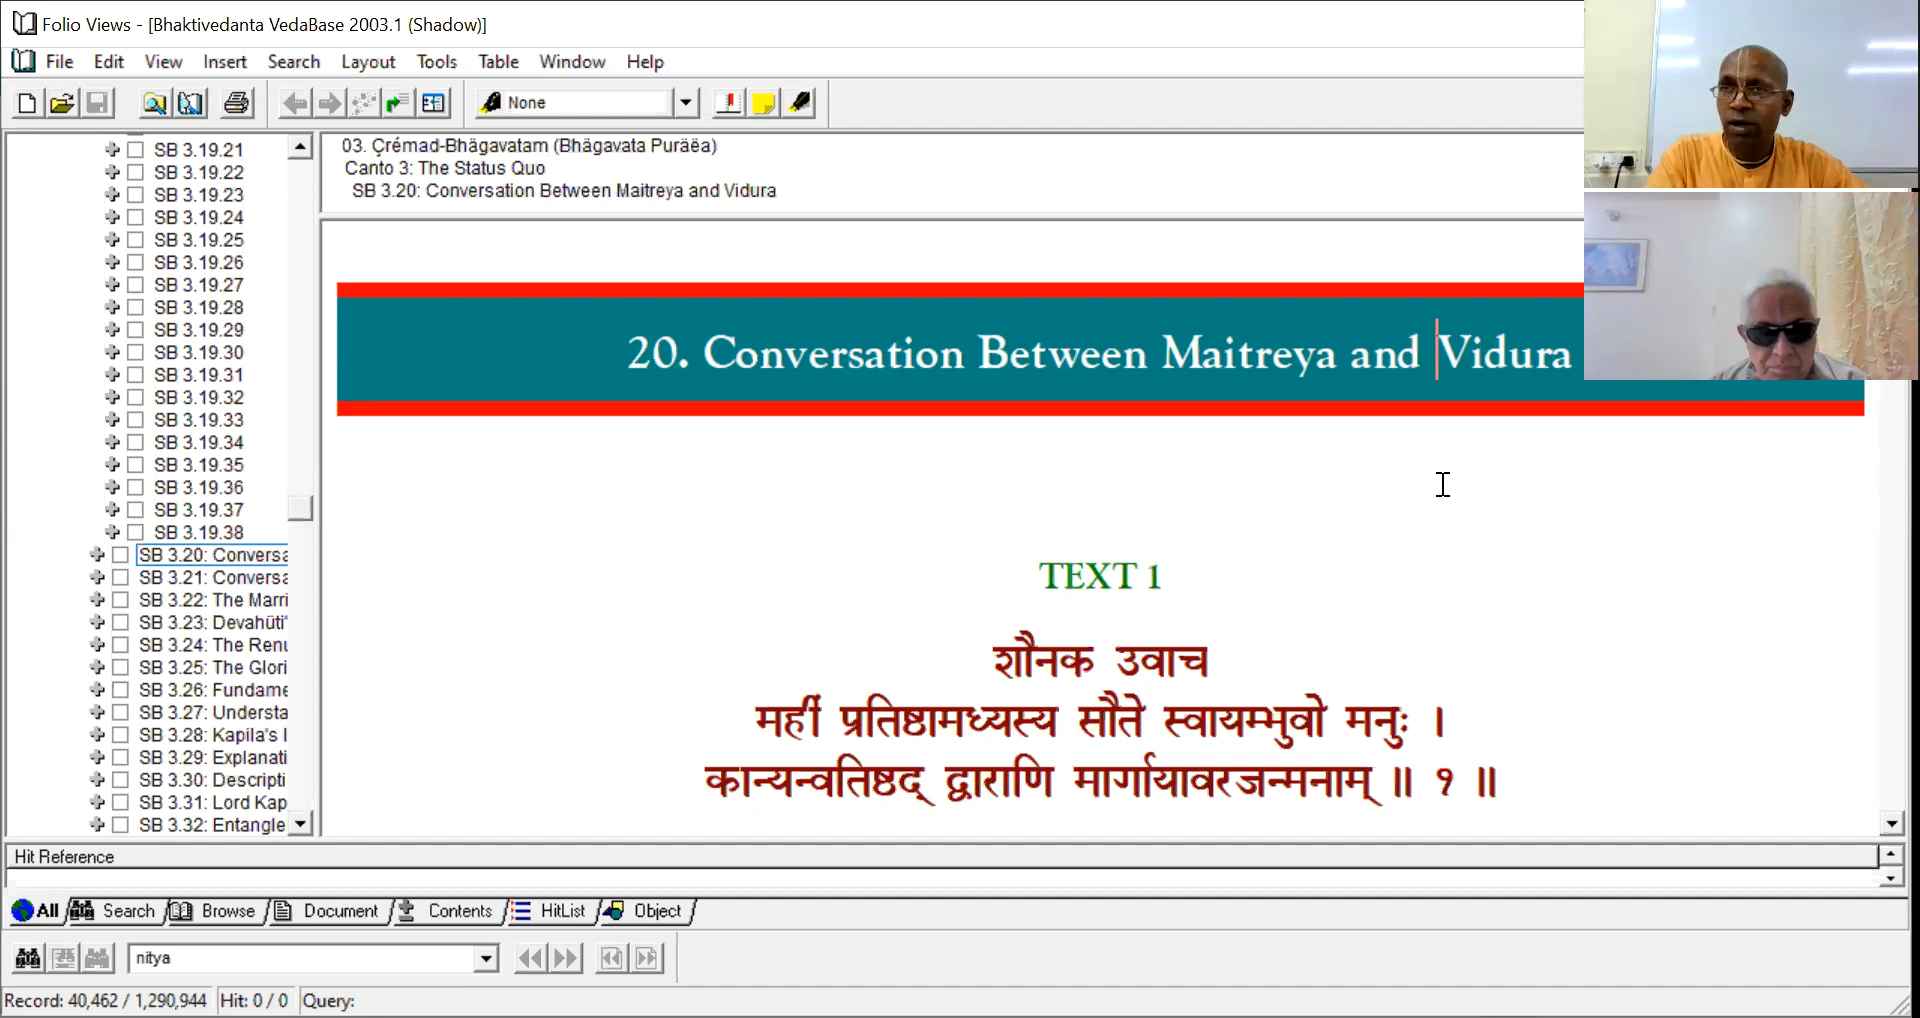 Folio Views - [Bhaktivedanta VedaBase 2003.1 (Shadow)]
File Edit View Insert Search Layout Tools Table Window Help
None
SB 3.19.21
SB 3.19.22
SB 3.19.23
SB 3.19.24
SB 3.19.25
SB 3.19.26
SB 3.19.27
SB 3.19.28
SB 3.19.29
SB 3.19.30
SB 3.19.31
SB 3.19.32
SB 3.19.33
SB 3.19.34
SB 3.19.35
SB 3.19.36
SB 3.19.37
SB 3.19.38
SB 3.20: Conversa
SB 3.21: Conversa
SB 3.22: The Marri
SB 3.23: Devahüti'
SB 3.24: The Renu
SB 3.25: The Glori
SB 3.26: Fundame
SB 3.27: Understa
SB 3.28: Kapila's I
SB 3.29: Explanati
SB 3.30: Descripti
SB 3.31: Lord Kap
SB 3.32: Entangle
03. Çrémad-Bhägavatam (Bhägavata Puräëa)
Canto 3: The Status Quo
SB 3.20: Conversation Between Maitreya and Vidura
20. Conversation Between Maitreya and Vidura
TEXT 1
शौनक उवाच
महीं प्रतिष्ठामध्यस्य सौते स्वायम्भुवो मनुः ।
कान्यन्वतिष्ठद् द्वाराणि मार्गायावरजन्मनाम् ॥ १ ॥
Hit Reference
All Search Browse Document Contents HitList Object
nitya
Record: 40,462 / 1,290,944 Hit: 0 / 0 Query: